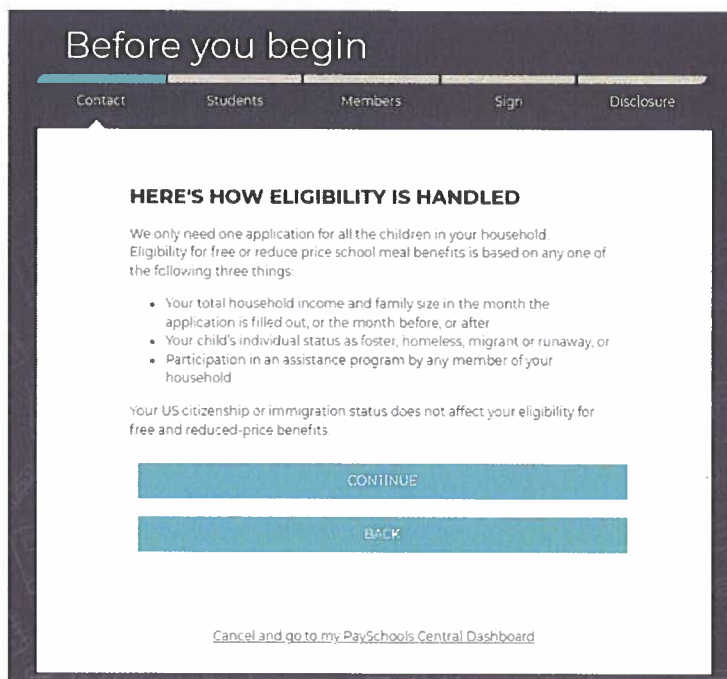 Before you begin
Contact Students Members Sign Disclosure
HERE'S HOW ELIGIBILITY IS HANDLED
We only need one application for all the children in your household.
Eligibility for free or reduce price school meal benefits is based on any one of
the following three things:
• Your total household income and family size in the month the
application is filled out, or the month before, or after
• Your child's individual status as foster, homeless, migrant or runaway, or
• Participation in an assistance program by any member of your
household
Your US citizenship or immigration status does not affect your eligibility for
free and reduced-price benefits.
CONTINUE
BACK
Cancel and go to my PaySchools Central Dashboard